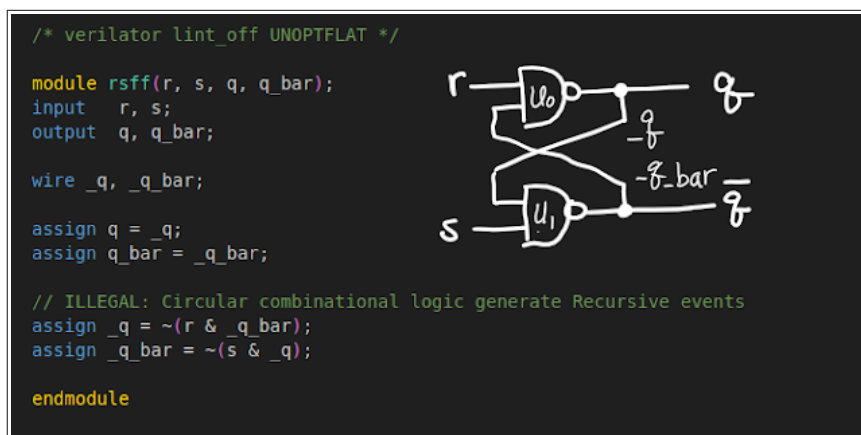 /* verilator lint_off UNOPTFLAT */
module rsff(r, s, q, q_bar);
input r, s;
output q, q_bar;
wire _q, _q_bar;
assign q = _q;
assign q_bar = _q_bar;
// ILLEGAL: Circular combinational logic generate Recursive events
assign _q = ~(r & _q_bar);
assign _q_bar = ~(s & _q);
endmodule
r
U₀
q
_q
_q_bar
s
U₁
q̅